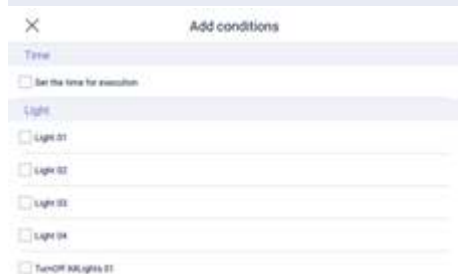 Add conditions
Time
Set the time for execution
Light
Light 01
Light 02
Light 03
Light 04
TurnOff AllLights 01